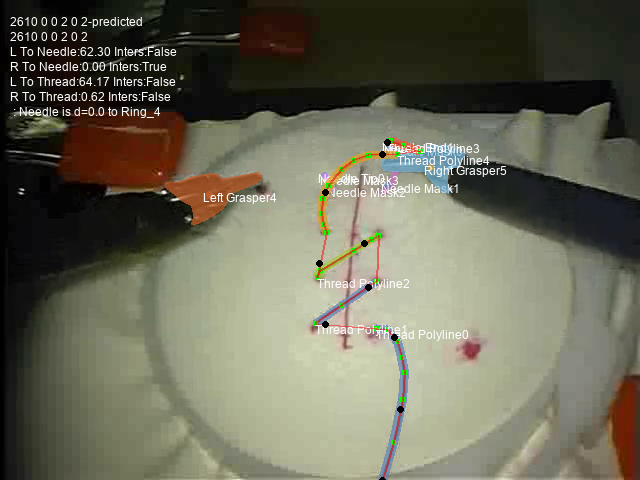 2610 0 0 2 0 2-predicted
2610 0 0 2 0 2
L To Needle:62.30 Inters:False
R To Needle:0.00 Inters:True
L To Thread:64.17 Inters:False
R To Thread:0.62 Inters:False
: Needle is d=0.0 to Ring_4
Thread Polyline4
Right Grasper5
Needle Mask3
Needle Mask1
Needle Mask2
Left Grasper4
Thread Polyline2
Thread Polyline1
Thread Polyline0